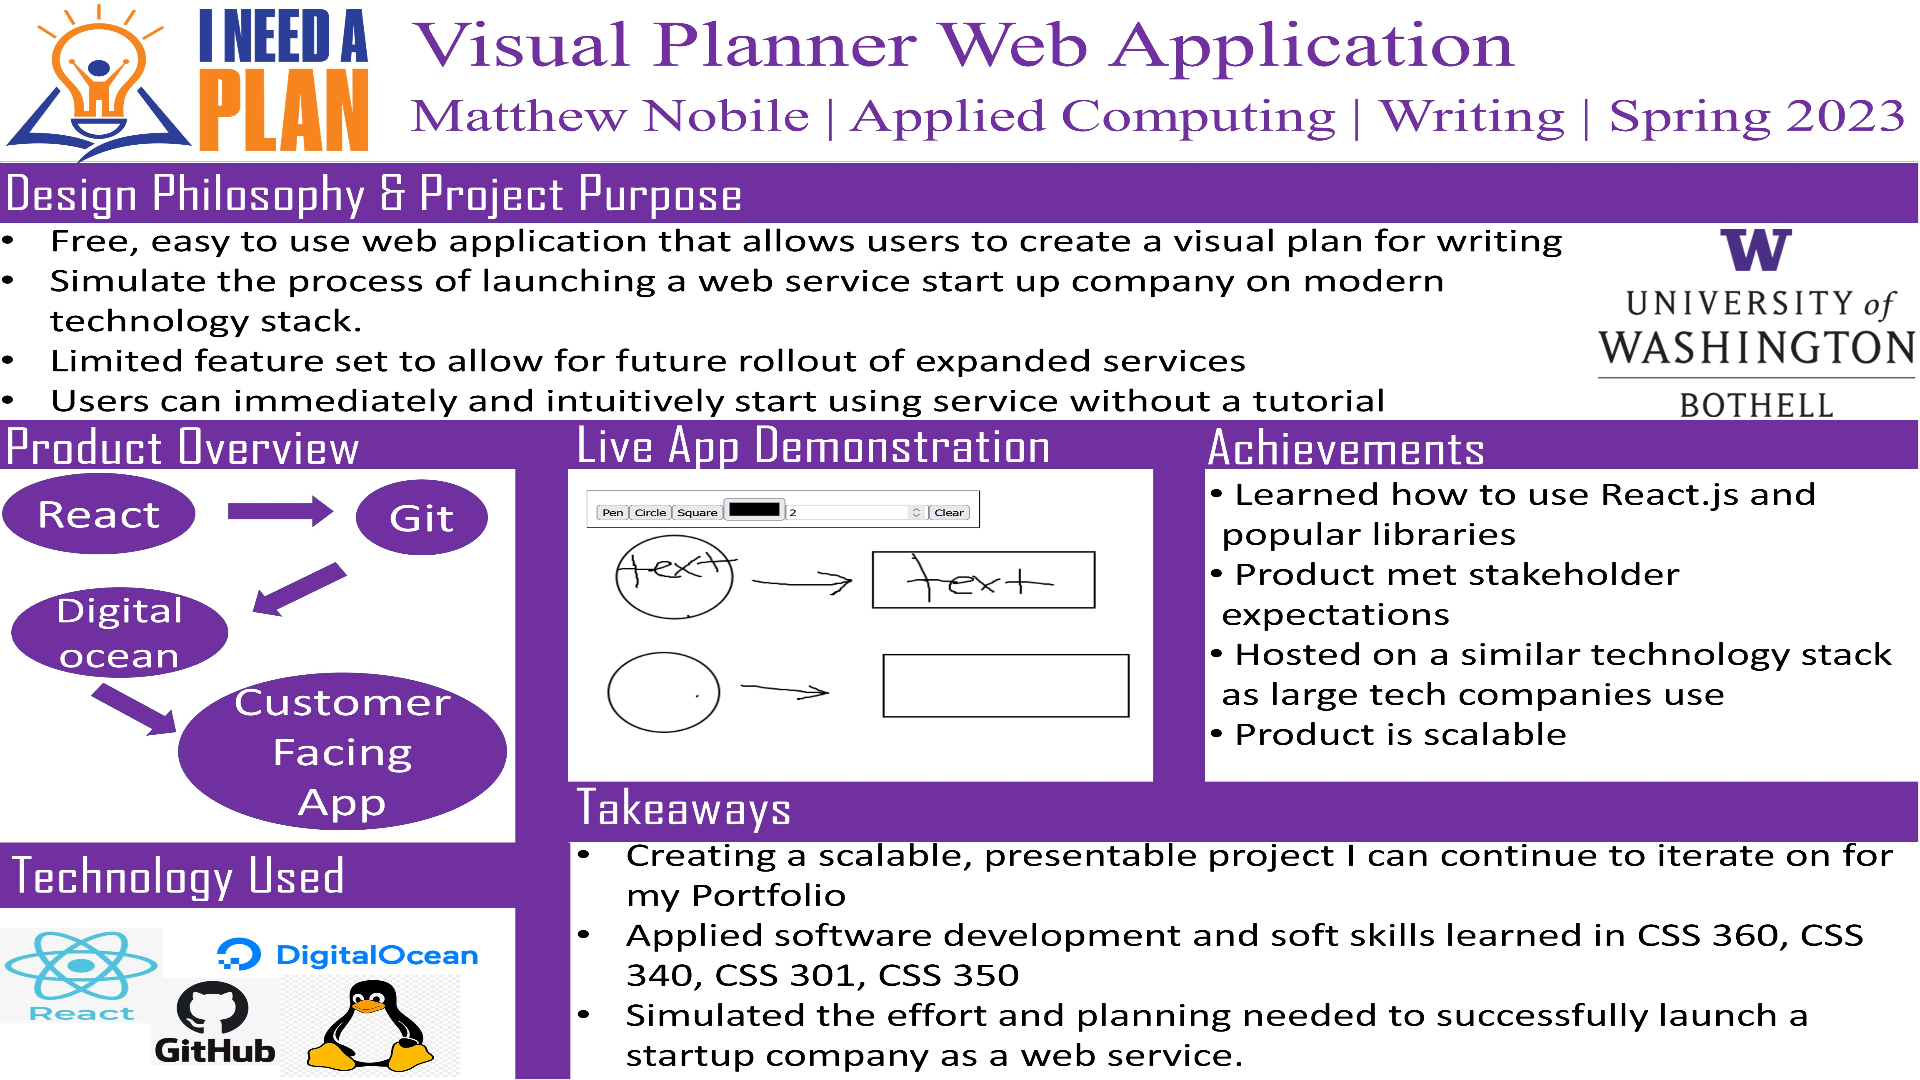 I NEED A
PLAN
Visual Planner Web Application
Matthew Nobile | Applied Computing | Writing | Spring 2023
Design Philosophy & Project Purpose
• Free, easy to use web application that allows users to create a visual plan for writing
• Simulate the process of launching a web service start up company on modern
technology stack.
• Limited feature set to allow for future rollout of expanded services
• Users can immediately and intuitively start using service without a tutorial
W
UNIVERSITY of
WASHINGTON
BOTHELL
Product Overview
React
Git
Digital
ocean
Customer
Facing
App
Technology Used
React
DigitalOcean
GitHub
Live App Demonstration
Pen Circle Square 2 Clear
text
text
Achievements
• Learned how to use React.js and
popular libraries
• Product met stakeholder
expectations
• Hosted on a similar technology stack
as large tech companies use
• Product is scalable
Takeaways
• Creating a scalable, presentable project I can continue to iterate on for
my Portfolio
• Applied software development and soft skills learned in CSS 360, CSS
340, CSS 301, CSS 350
• Simulated the effort and planning needed to successfully launch a
startup company as a web service.